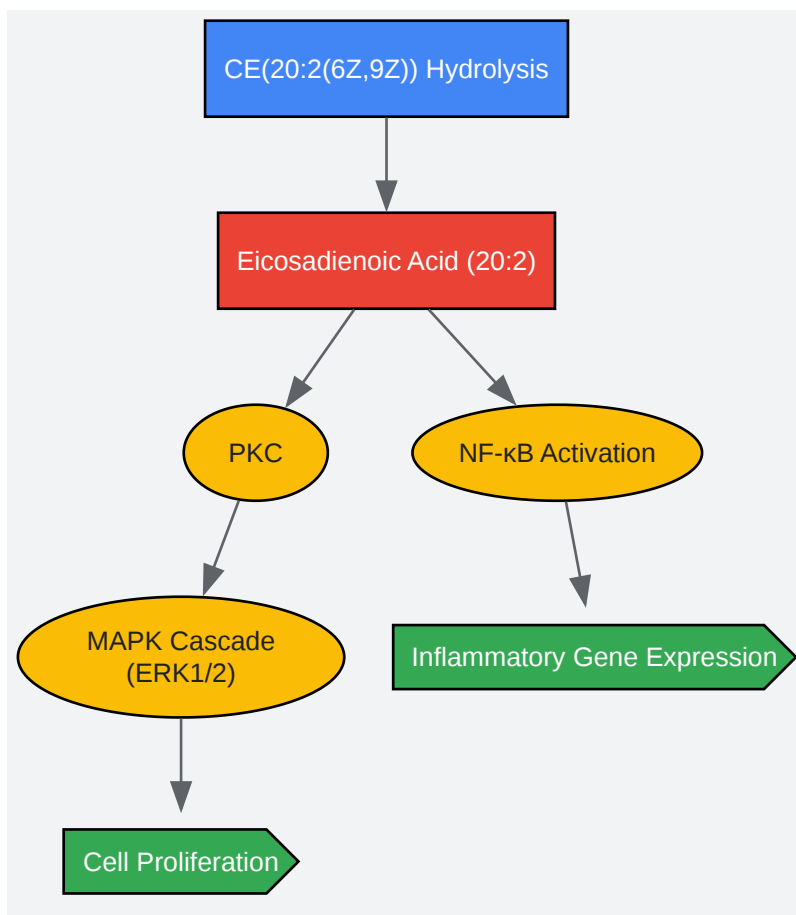 CE(20:2(6Z,9Z)) Hydrolysis
Eicosadienoic Acid (20:2)
PKC
NF-κB Activation
MAPK Cascade
(ERK1/2)
Inflammatory Gene Expression
Cell Proliferation